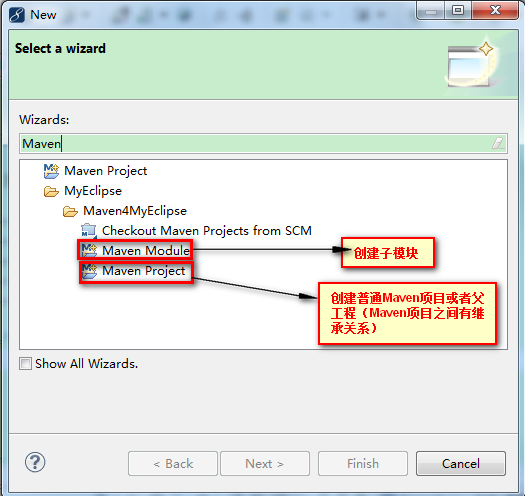 New
Select a wizard
Wizards:
Maven
Maven Project
MyEclipse
Maven4MyEclipse
Checkout Maven Projects from SCM
Maven Module
创建子模块
Maven Project
创建普通Maven项目或者父
工程（Maven项目之间有继
承关系）
Show All Wizards.
< Back
Next >
Finish
Cancel